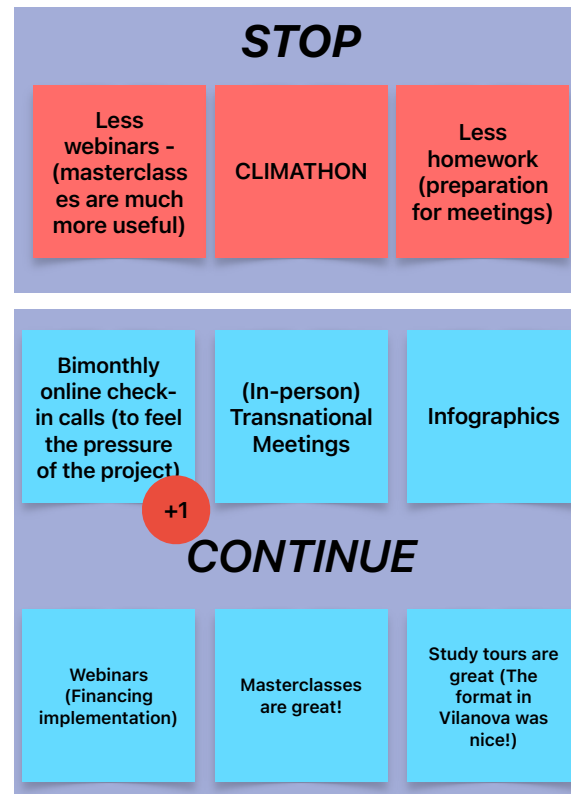 STOP
Less
webinars -
(masterclass
es are much
more useful)
CLIMATHON
Less
homework
(preparation
for meetings)
Bimonthly
online check-
in calls (to feel
the pressure
of the project)
+1
(In-person)
Transnational
Meetings
Infographics
CONTINUE
Webinars
(Financing
implementation)
Masterclasses
are great!
Study tours are
great (The
format in
Vilanova was
nice!)